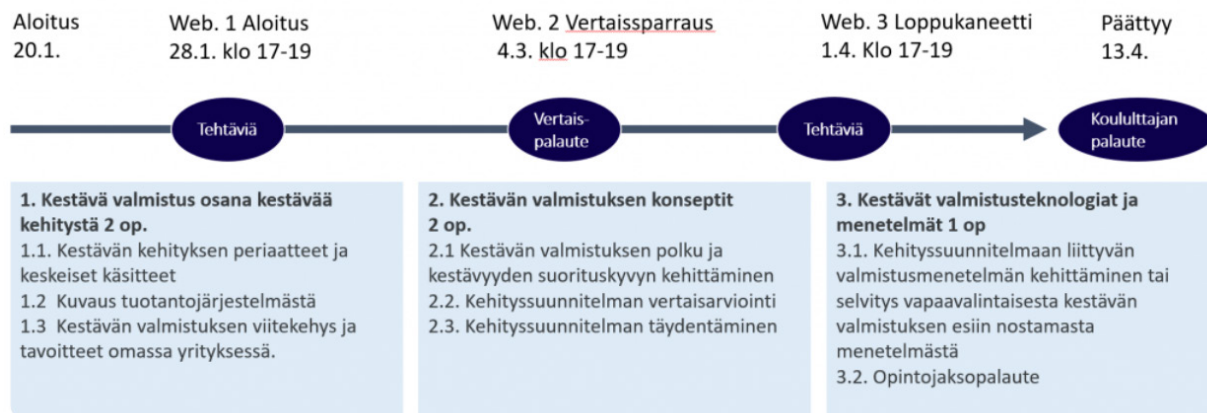 Aloitus
20.1.
Web. 1 Aloitus
28.1. klo 17-19
Web. 2 Vertaissparraus
4.3. klo 17-19
Web. 3 Loppukaneetti
1.4. Klo 17-19
Päättyy
13.4.
Tehtäviä
Vertais-
palaute
Tehtäviä
Koululttajan
palaute
1. Kestävä valmistus osana kestävää
kehitystä 2 op.
1.1. Kestävän kehityksen periaatteet ja
keskeiset käsitteet
1.2 Kuvaus tuotantojärjestelmästä
1.3 Kestävän valmistuksen viitekehys ja
tavoitteet omassa yrityksessä.
2. Kestävän valmistuksen konseptit
2 op.
2.1 Kestävän valmistuksen polku ja
kestävyyden suorituskyvyn kehittäminen
2.2. Kehityssuunnitelman vertaisarviointi
2.3. Kehityssuunnitelman täydentäminen
3. Kestävät valmistusteknologiat ja
menetelmät 1 op
3.1. Kehityssuunnitelmaan liittyvän
valmistusmenetelmän kehittäminen tai
selvitys vapaavalintaisesta kestävän
valmistuksen esiin nostamasta
menetelmästä
3.2. Opintojaksopalaute